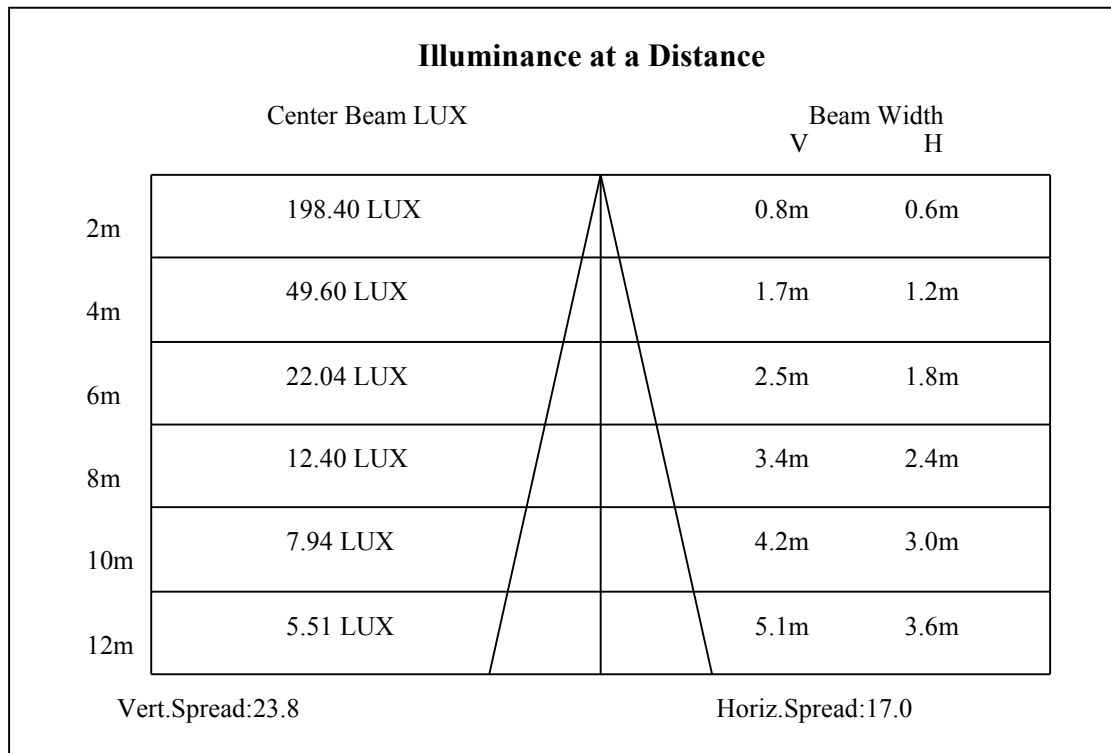 Illuminance at a Distance
Center Beam LUX Beam Width
V H
2m 198.40 LUX 0.8m 0.6m
4m 49.60 LUX 1.7m 1.2m
6m 22.04 LUX 2.5m 1.8m
8m 12.40 LUX 3.4m 2.4m
10m 7.94 LUX 4.2m 3.0m
12m 5.51 LUX 5.1m 3.6m
Vert.Spread:23.8 Horiz.Spread:17.0